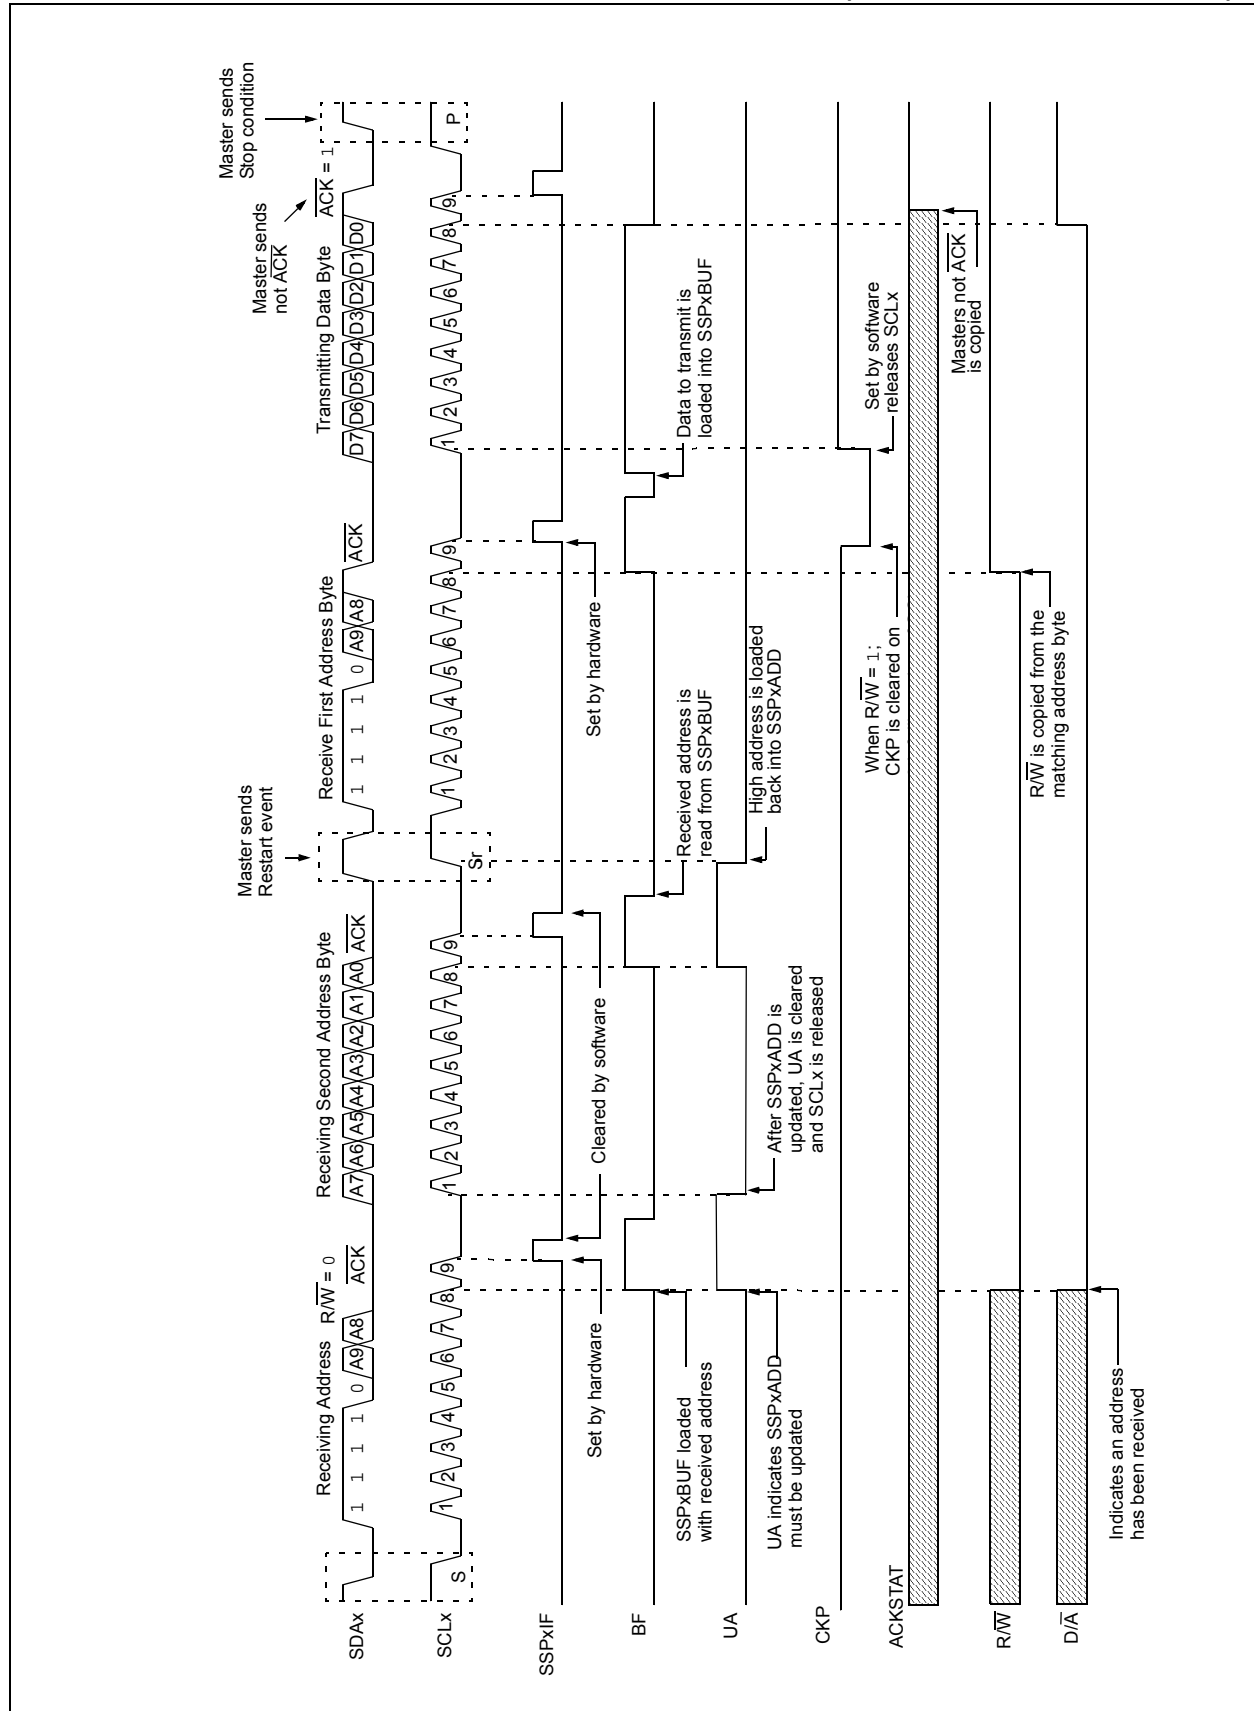 Master sends
Stop condition
Master sends
not ACK
ACK = 1
Master sends
Restart event
Receiving Address R/W = 0
Receiving Second Address Byte
Receive First Address Byte
Transmitting Data Byte
SDAx
1 1 1 1 0 A9 A8 ACK
A7 A6 A5 A4 A3 A2 A1 A0 ACK
1 1 1 1 0 A9 A8 ACK
D7 D6 D5 D4 D3 D2 D1 D0
SCLx
S
1 2 3 4 5 6 7 8 9
1 2 3 4 5 6 7 8 9
Sr
1 2 3 4 5 6 7 8 9
1 2 3 4 5 6 7 8 9
P
SSPxIF
Set by hardware
Cleared by software
Set by hardware
BF
SSPxBUF loaded
with received address
Received address is
read from SSPxBUF
Data to transmit is
loaded into SSPxBUF
UA
UA indicates SSPxADD
must be updated
After SSPxADD is
updated, UA is cleared
and SCLx is released
High address is loaded
back into SSPxADD
CKP
When R/W = 1;
CKP is cleared on
Set by software
releases SCLx
ACKSTAT
Masters not ACK
is copied
R/W
R/W is copied from the
matching address byte
D/A
Indicates an address
has been received